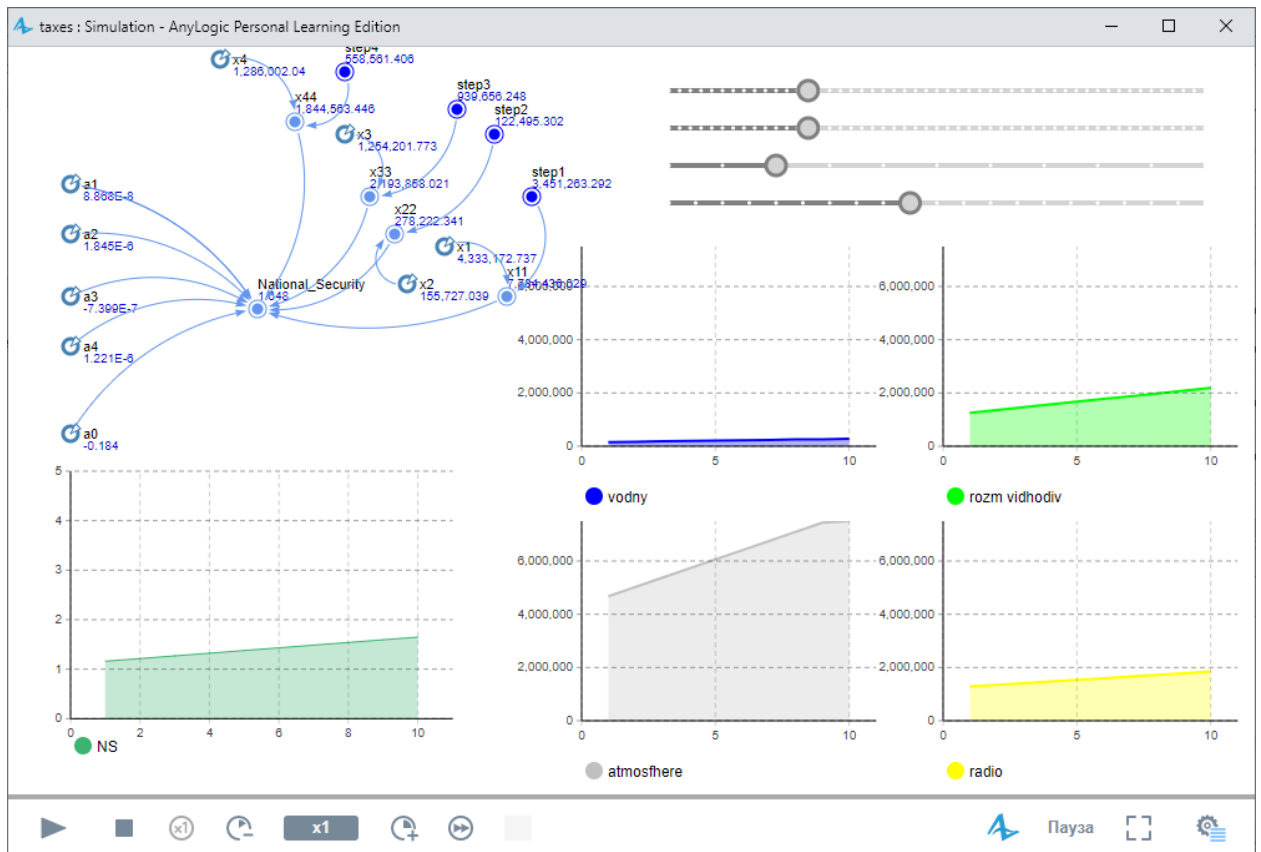 taxes : Simulation - AnyLogic Personal Learning Edition
x4
1,286,002.04
step4
558,561.406
x44
1,844,563.446
step3
939,656.248
step2
122,495.302
x3
1,254,201.773
x33
2,193,858.021
step1
3,451,263.292
a1
8.868E-8
x22
278,222.341
a2
1.845E-6
x1
4,333,172.737
x11
National_Security
1.648
x2
155,727.039
a3
-7.399E-7
a4
1.221E-6
a0
-0.184
4,000,000
2,000,000
0
0 5 10
vodny
6,000,000
4,000,000
2,000,000
0
0 5 10
rozm vidhodiv
5
4
3
2
1
0
0 2 4 6 8 10
NS
6,000,000
4,000,000
2,000,000
0
0 5 10
atmosfhere
6,000,000
4,000,000
2,000,000
0
0 5 10
radio
x1
x1
Пауза